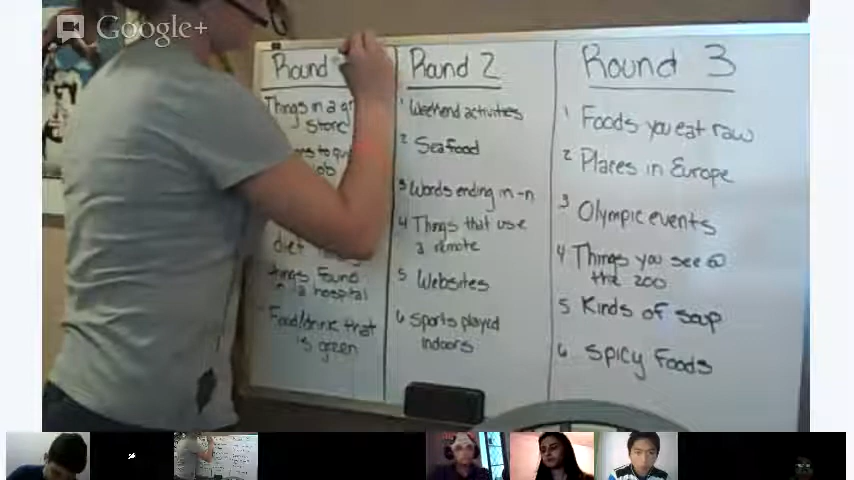 Google+
Round
Things in a
Store
diet
things found
in a hospital
Food/drink that
is green
Round 2
1 Weekend activities
2 Seafood
3 Words ending in -n
4 Things that use
a remote
5 Websites
6 Sports played
indoors
Round 3
1 Foods you eat raw
2 Places in Europe
3 Olympic events
4 Things you see @
the zoo
5 Kinds of soup
6 Spicy foods